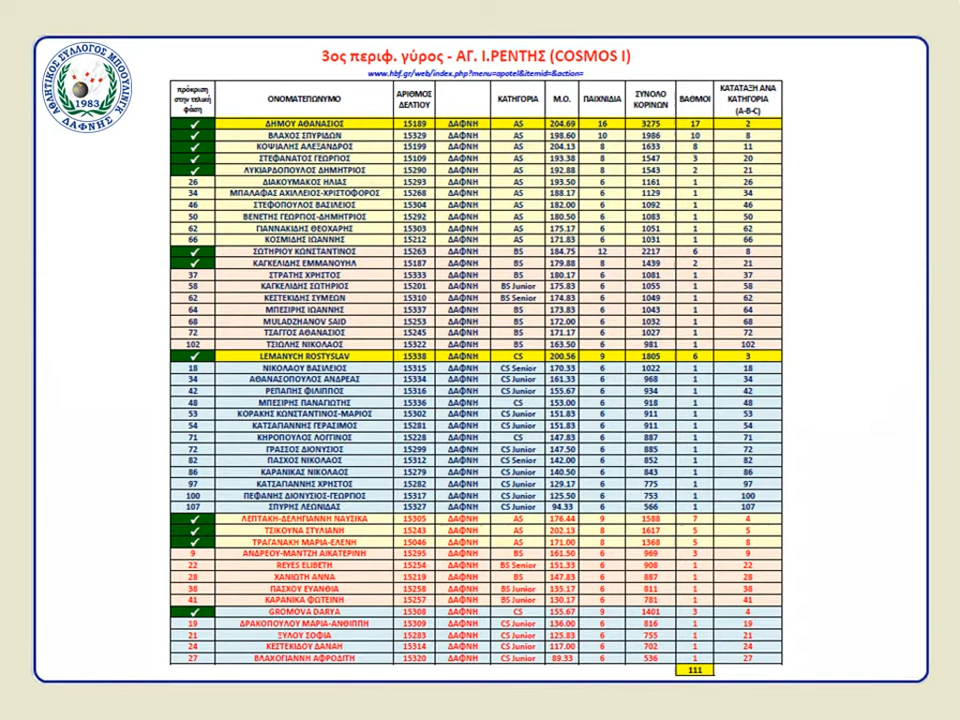 ΑΘΛΗΤΙΚΟΣ ΣΥΛΛΟΓΟΣ ΜΠΟΟΥΛΙΝΓΚ
1983
ΔΑΦΝΗΣ
3ος περιφ. γύρος - ΑΓ. Ι.ΡΕΝΤΗΣ (COSMOS I)
www.hbf.gr/web/index.php?menu=apotel&itemid=&action=
πρόκριση στην τελική φάση ΟΝΟΜΑΤΕΠΩΝΥΜΟ ΑΡΙΘΜΟΣ ΔΕΛΤΙΟΥ ΚΑΤΗΓΟΡΙΑ Μ.Ο. ΠΑΙΧΝΙΔΙΑ ΣΥΝΟΛΟ ΚΟΡΙΝΩΝ ΒΑΘΜΟΙ ΚΑΤΑΤΑΞΗ ΑΝΑ ΚΑΤΗΓΟΡΙΑ (A-B-C)
✓ ΔΗΜΟΥ ΑΘΑΝΑΣΙΟΣ 15189 ΔΑΦΝΗ AS 204.69 16 3275 17 2
✓ ΒΛΑΧΟΣ ΣΠΥΡΙΔΩΝ 15329 ΔΑΦΝΗ AS 198.60 10 1986 10 8
✓ ΚΟΨΙΑΛΗΣ ΑΛΕΞΑΝΔΡΟΣ 15199 ΔΑΦΝΗ AS 204.13 8 1633 8 11
✓ ΣΤΕΦΑΝΑΤΟΣ ΓΕΩΡΓΙΟΣ 15109 ΔΑΦΝΗ AS 193.38 8 1547 3 20
✓ ΛΥΚΙΑΡΔΟΠΟΥΛΟΣ ΔΗΜΗΤΡΙΟΣ 15290 ΔΑΦΝΗ AS 192.88 8 1543 2 21
26 ΔΙΑΚΟΥΜΑΚΟΣ ΗΛΙΑΣ 15293 ΔΑΦΝΗ AS 193.50 6 1161 1 26
34 ΜΠΑΛΑΦΑΣ ΑΧΙΛΛΕΙΟΣ-ΧΡΙΣΤΟΦΟΡΟΣ 15268 ΔΑΦΝΗ AS 188.17 6 1129 1 34
46 ΣΤΕΦΟΠΟΥΛΟΣ ΒΑΣΙΛΕΙΟΣ 15304 ΔΑΦΝΗ AS 182.00 6 1092 1 46
50 ΒΕΝΕΤΗΣ ΓΕΩΡΓΙΟΣ-ΔΗΜΗΤΡΙΟΣ 15292 ΔΑΦΝΗ AS 180.50 6 1083 1 50
62 ΓΙΑΝΝΑΚΙΔΗΣ ΘΕΟΧΑΡΗΣ 15303 ΔΑΦΝΗ AS 175.17 6 1051 1 62
66 ΚΟΣΜΙΔΗΣ ΙΩΑΝΝΗΣ 15212 ΔΑΦΝΗ AS 171.83 6 1031 1 66
✓ ΣΩΤΗΡΙΟΥ ΚΩΝΣΤΑΝΤΙΝΟΣ 15263 ΔΑΦΝΗ BS 184.75 12 2217 6 8
✓ ΚΑΓΚΕΛΙΔΗΣ ΕΜΜΑΝΟΥΗΛ 15187 ΔΑΦΝΗ BS 179.88 8 1439 2 21
37 ΣΤΡΑΤΗΣ ΧΡΗΣΤΟΣ 15333 ΔΑΦΝΗ BS 180.17 6 1081 1 37
58 ΚΑΓΚΕΛΙΔΗΣ ΣΩΤΗΡΙΟΣ 15201 ΔΑΦΝΗ BS Junior 175.83 6 1055 1 58
62 ΚΕΣΤΕΚΙΔΗΣ ΣΥΜΕΩΝ 15310 ΔΑΦΝΗ BS Senior 174.83 6 1049 1 62
64 ΜΠΕΣΙΡΗΣ ΙΩΑΝΝΗΣ 15337 ΔΑΦΝΗ BS 173.83 6 1043 1 64
68 MULADZHANOV SAID 15253 ΔΑΦΝΗ BS 172.00 6 1032 1 68
72 ΤΣΑΓΓΟΣ ΑΘΑΝΑΣΙΟΣ 15245 ΔΑΦΝΗ BS 171.17 6 1027 1 72
102 ΤΣΙΩΛΗΣ ΝΙΚΟΛΑΟΣ 15322 ΔΑΦΝΗ BS 163.50 6 981 1 102
✓ LEMANYCH ROSTYSLAV 15338 ΔΑΦΝΗ CS 200.56 9 1805 6 3
18 ΝΙΚΟΛΑΟΥ ΒΑΣΙΛΕΙΟΣ 15315 ΔΑΦΝΗ CS Senior 170.33 6 1022 1 18
34 ΑΘΑΝΑΣΟΠΟΥΛΟΣ ΑΝΔΡΕΑΣ 15334 ΔΑΦΝΗ CS Junior 161.33 6 968 1 34
42 ΡΕΠΑΠΗΣ ΦΙΛΙΠΠΟΣ 15316 ΔΑΦΝΗ CS Junior 155.67 6 934 1 42
48 ΜΠΕΣΙΡΗΣ ΠΑΝΑΓΙΩΤΗΣ 15336 ΔΑΦΝΗ CS 153.00 6 918 1 48
53 ΚΟΡΑΚΗΣ ΚΩΝΣΤΑΝΤΙΝΟΣ-ΜΑΡΙΟΣ 15302 ΔΑΦΝΗ CS Junior 151.83 6 911 1 53
54 ΚΑΤΣΑΓΙΑΝΝΗΣ ΓΕΡΑΣΙΜΟΣ 15281 ΔΑΦΝΗ CS Junior 151.83 6 911 1 54
71 ΚΗΡΟΠΟΥΛΟΣ ΛΟΓΓΙΝΟΣ 15228 ΔΑΦΝΗ CS 147.83 6 887 1 71
72 ΓΡΑΣΣΟΣ ΔΙΟΝΥΣΙΟΣ 15299 ΔΑΦΝΗ CS Junior 147.50 6 885 1 72
82 ΠΑΣΧΟΣ ΝΙΚΟΛΑΟΣ 15312 ΔΑΦΝΗ CS Senior 142.00 6 852 1 82
86 ΚΑΡΑΝΙΚΑΣ ΝΙΚΟΛΑΟΣ 15279 ΔΑΦΝΗ CS Junior 140.50 6 843 1 86
97 ΚΑΤΣΑΓΙΑΝΝΗΣ ΧΡΗΣΤΟΣ 15282 ΔΑΦΝΗ CS Junior 129.17 6 775 1 97
100 ΠΕΦΑΝΗΣ ΔΙΟΝΥΣΙΟΣ-ΓΕΩΡΓΙΟΣ 15317 ΔΑΦΝΗ CS Junior 125.50 6 753 1 100
107 ΣΠΥΡΗΣ ΛΕΩΝΙΔΑΣ 15327 ΔΑΦΝΗ CS Junior 94.33 6 566 1 107
✓ ΛΕΠΤΑΚΗ-ΔΕΛΗΓΙΑΝΝΗ ΝΑΥΣΙΚΑ 15305 ΔΑΦΝΗ AS 176.44 9 1588 7 4
✓ ΤΣΙΚΟΥΝΑ ΣΤΥΛΙΑΝΗ 15243 ΔΑΦΝΗ AS 202.13 8 1617 5 5
✓ ΤΡΑΓΑΝΑΚΗ ΜΑΡΙΑ-ΕΛΕΝΗ 15046 ΔΑΦΝΗ AS 171.00 8 1368 5 8
9 ΑΝΔΡΕΟΥ-ΜΑΝΤΖΗ ΑΙΚΑΤΕΡΙΝΗ 15295 ΔΑΦΝΗ BS 161.50 6 969 3 9
22 REYES ELIBETH 15254 ΔΑΦΝΗ BS Senior 151.33 6 908 1 22
28 ΧΑΝΙΩΤΗ ΑΝΝΑ 15219 ΔΑΦΝΗ BS 147.83 6 887 1 28
38 ΠΑΣΧΟΥ ΕΥΑΝΘΙΑ 15258 ΔΑΦΝΗ BS Junior 135.17 6 811 1 38
41 ΚΑΡΑΝΙΚΑ ΦΩΤΕΙΝΗ 15257 ΔΑΦΝΗ BS Junior 130.17 6 781 1 41
✓ GROMOVA DARYA 15308 ΔΑΦΝΗ CS 155.67 9 1401 3 4
19 ΔΡΑΚΟΠΟΥΛΟΥ ΜΑΡΙΑ-ΑΝΘΙΠΠΗ 15309 ΔΑΦΝΗ CS Junior 136.00 6 816 1 19
21 ΞΥΛΟΥ ΣΟΦΙΑ 15283 ΔΑΦΝΗ CS Junior 125.83 6 755 1 21
24 ΚΕΣΤΕΚΙΔΟΥ ΔΑΝΑΗ 15314 ΔΑΦΝΗ CS Junior 117.00 6 702 1 24
27 ΒΛΑΧΟΓΙΑΝΝΗ ΑΦΡΟΔΙΤΗ 15320 ΔΑΦΝΗ CS Junior 89.33 6 536 1 27
111